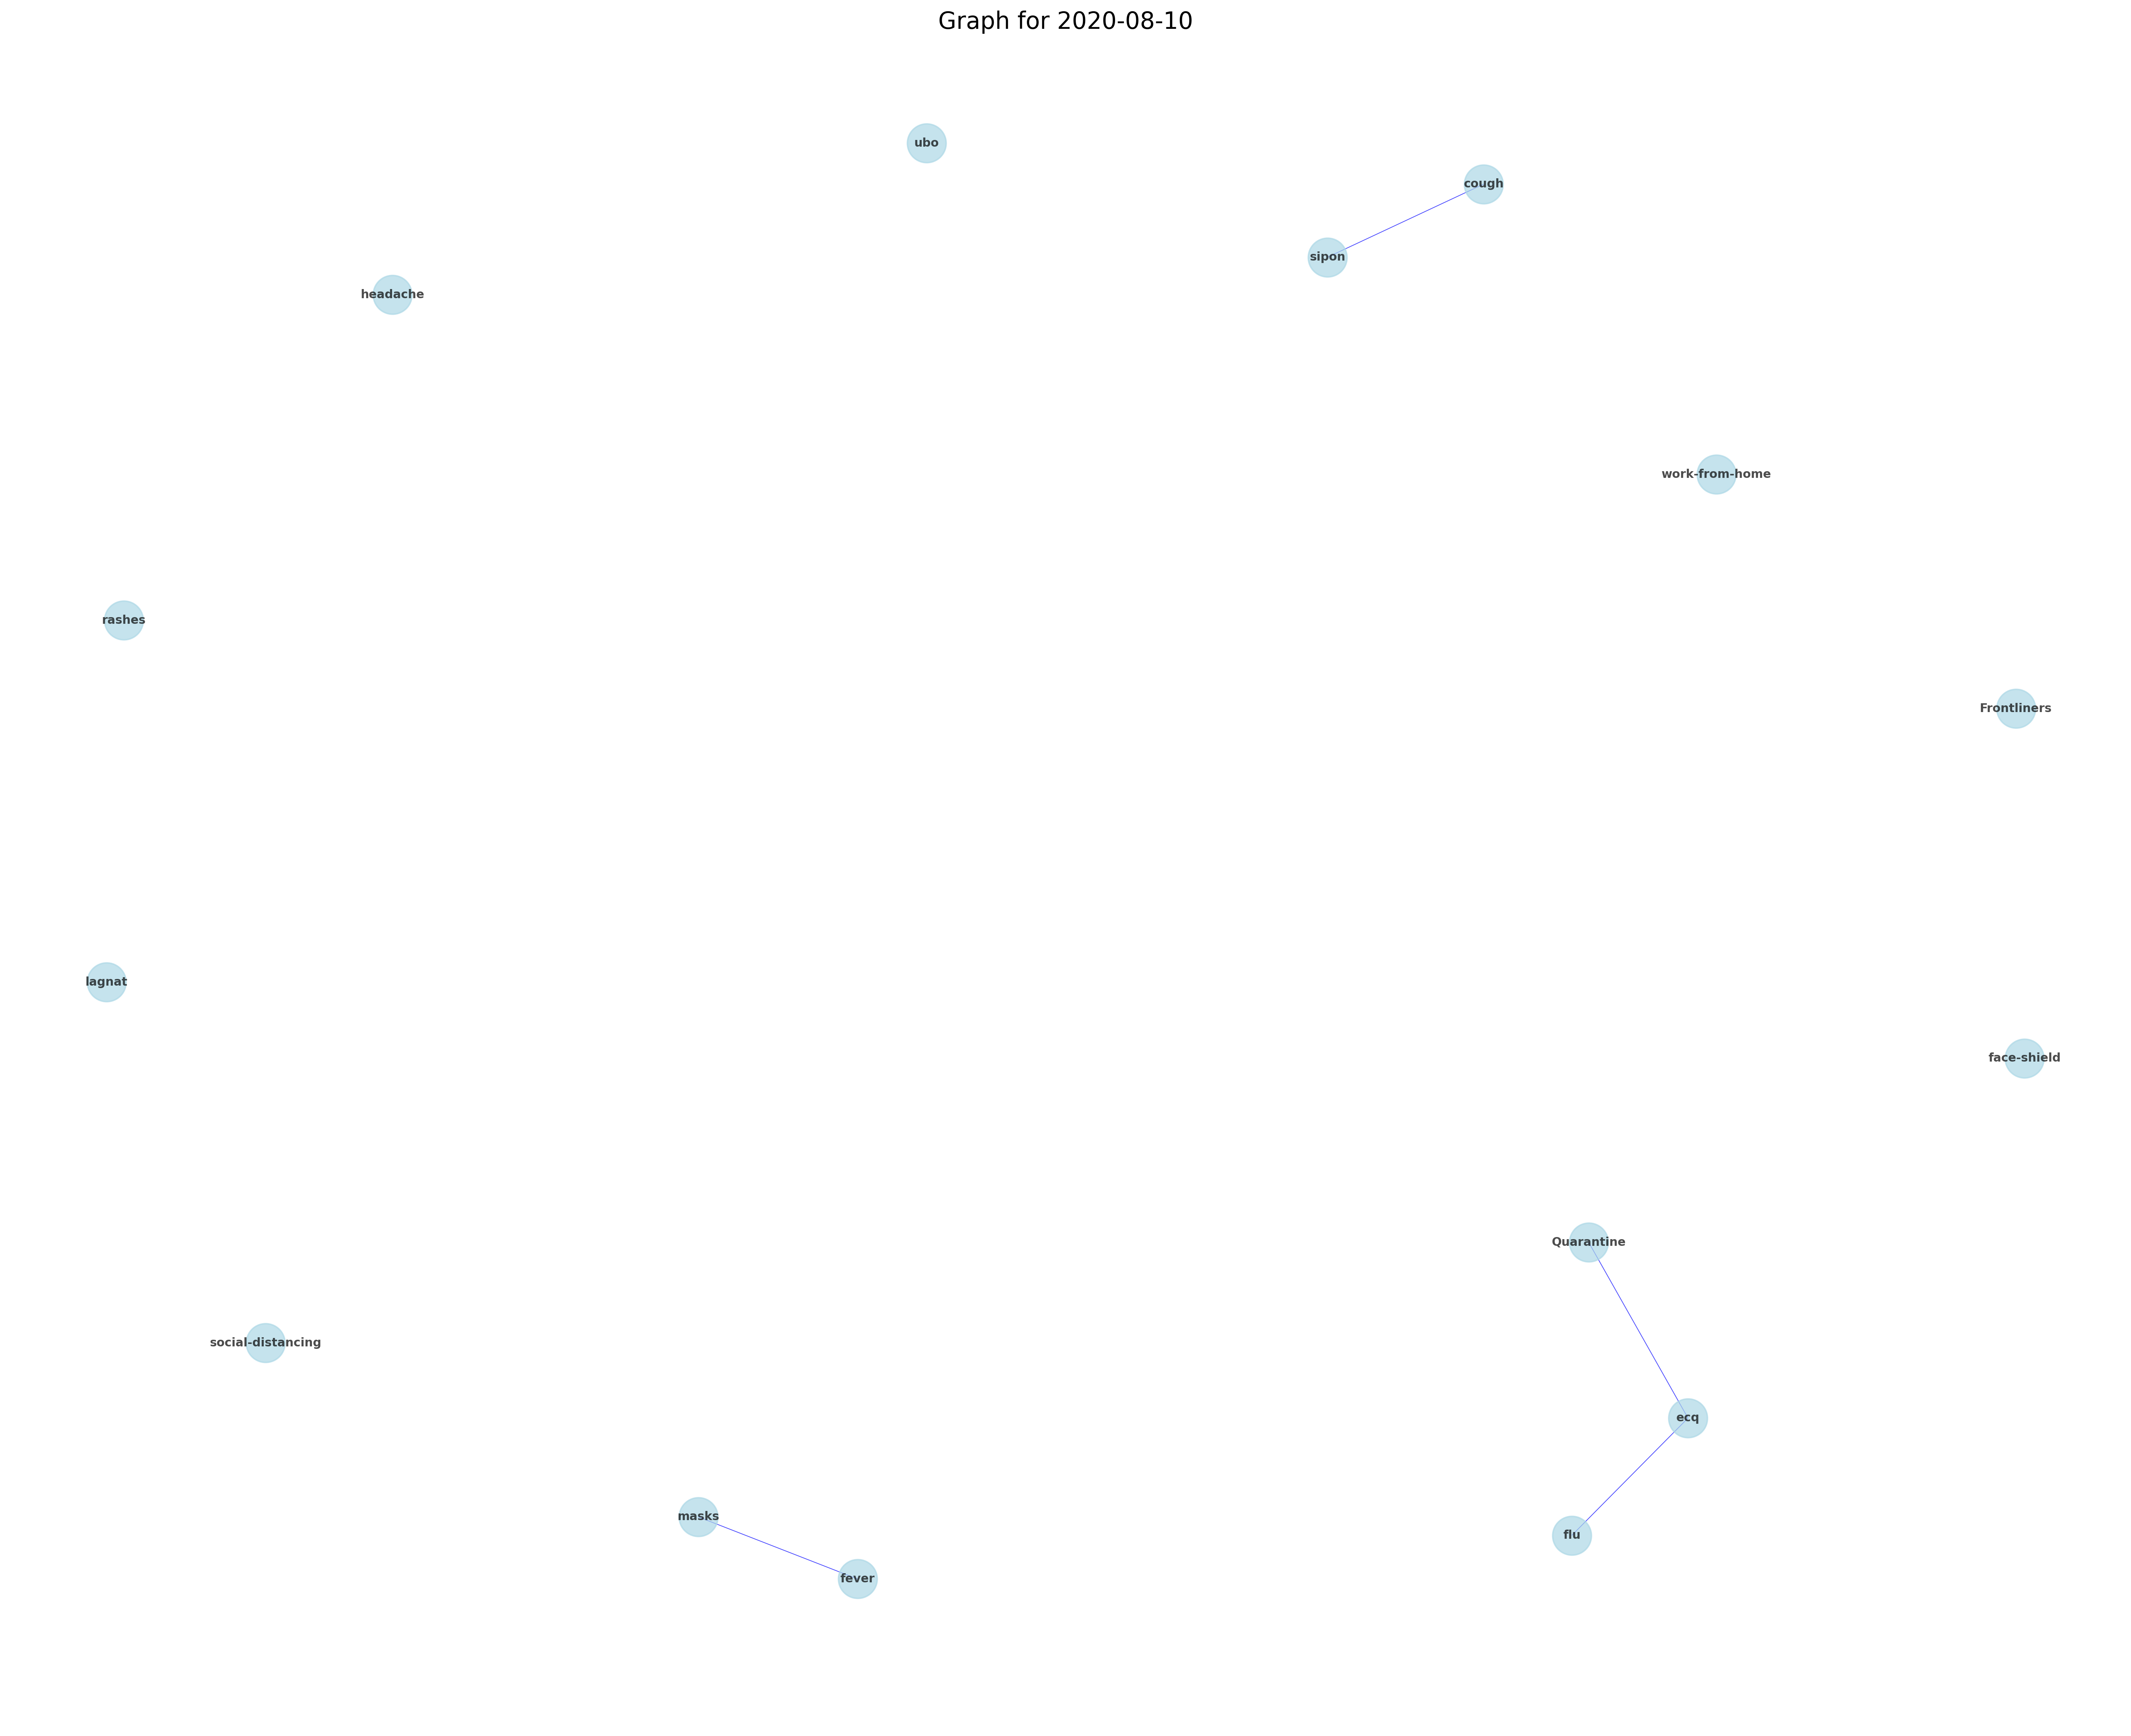 Graph for 2020-08-10
ubo
cough
sipon
headache
work-from-home
rashes
Frontliners
lagnat
face-shield
Quarantine
social-distancing
ecq
masks
flu
fever